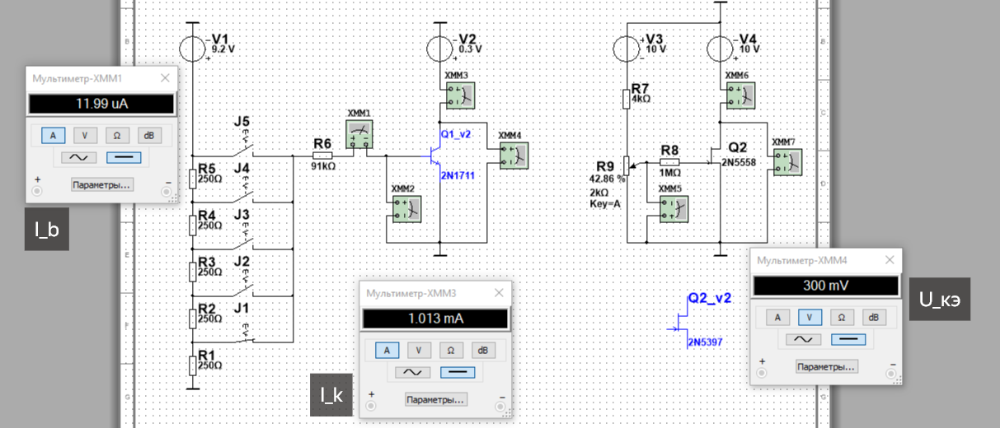 V1
9.2 V
V2
0.3 V
V3
10 V
V4
10 V
Мультиметр-XMM1
11.99 uA
A
V
Ω
dB
Параметры...
I_b
XMM3
XMM6
R7
4kΩ
J5
XMM1
R6
91kΩ
Q1_v2
2N1711
XMM4
XMM2
R5
250Ω
J4
R4
250Ω
J3
R3
250Ω
J2
R2
250Ω
J1
R1
250Ω
R9
42.86 %
2kΩ
Key=A
R8
1MΩ
XMM5
Q2
2N5558
XMM7
Мультиметр-XMM3
1.013 mA
A
V
Ω
dB
Параметры...
I_k
Q2_v2
2N5397
Мультиметр-XMM4
300 mV
A
V
Ω
dB
Параметры...
U_кэ